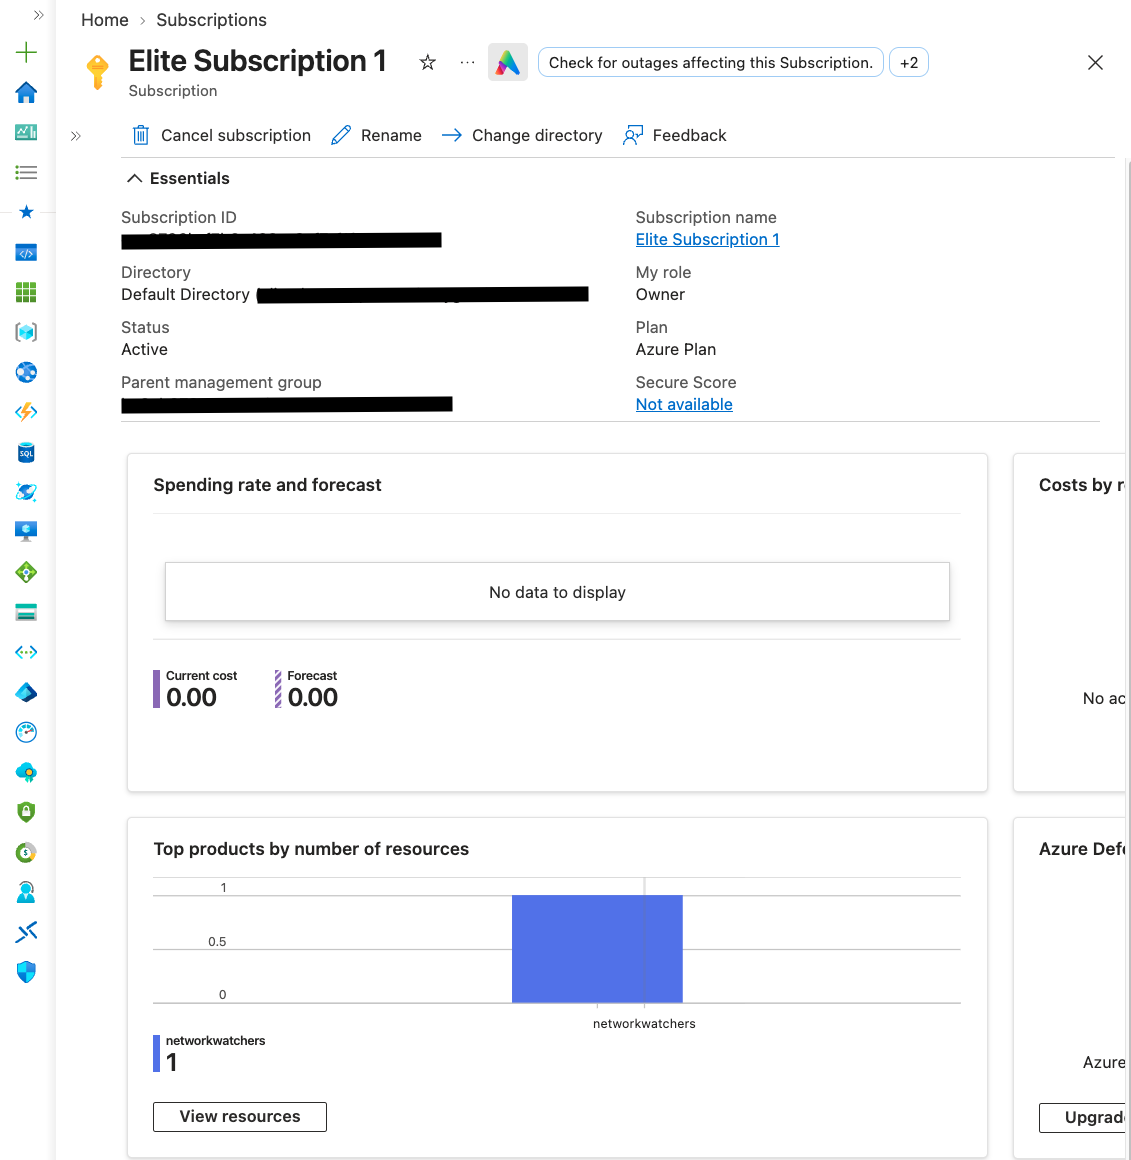 Home > Subscriptions
Elite Subscription 1
Check for outages affecting this Subscription.
+2
Subscription
Cancel subscription
Rename
Change directory
Feedback
Essentials
Subscription ID
Subscription name
Elite Subscription 1
Directory
My role
Default Directory
Owner
Status
Plan
Active
Azure Plan
Parent management group
Secure Score
Not available
Spending rate and forecast
Costs by r
No data to display
Current cost
Forecast
0.00
0.00
No ac
Top products by number of resources
Azure Defe
1
0.5
0
networkwatchers
networkwatchers
1
Azure
View resources
Upgrade